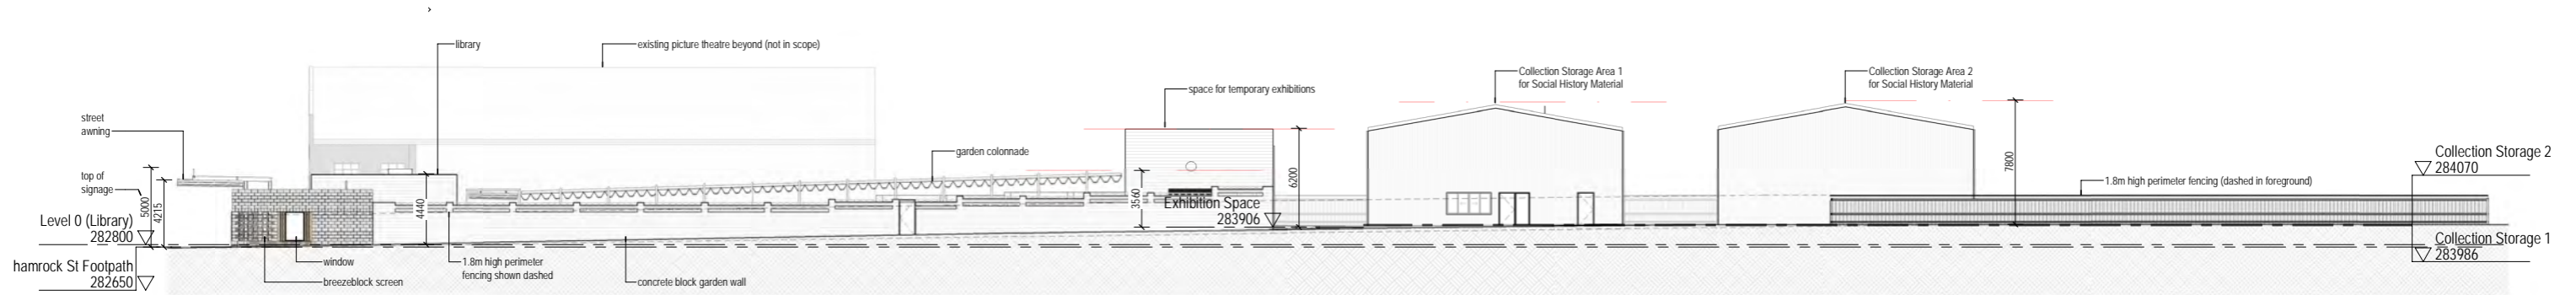 library
existing picture theatre beyond (not in scope)
Collection Storage Area 1
for Social History Material
Collection Storage Area 2
for Social History Material
space for temporary exhibitions
street
awning
garden colonnade
top of
signage
5000
4215
4440
3560
6200
7800
Collection Storage 2
284070
1.8m high perimeter fencing (dashed in foreground)
Exhibition Space
283906
Level 0 (Library)
282800
Collection Storage 1
283986
hamrock St Footpath
282650
window
breezeblock screen
1.8m high perimeter
fencing shown dashed
concrete block garden wall